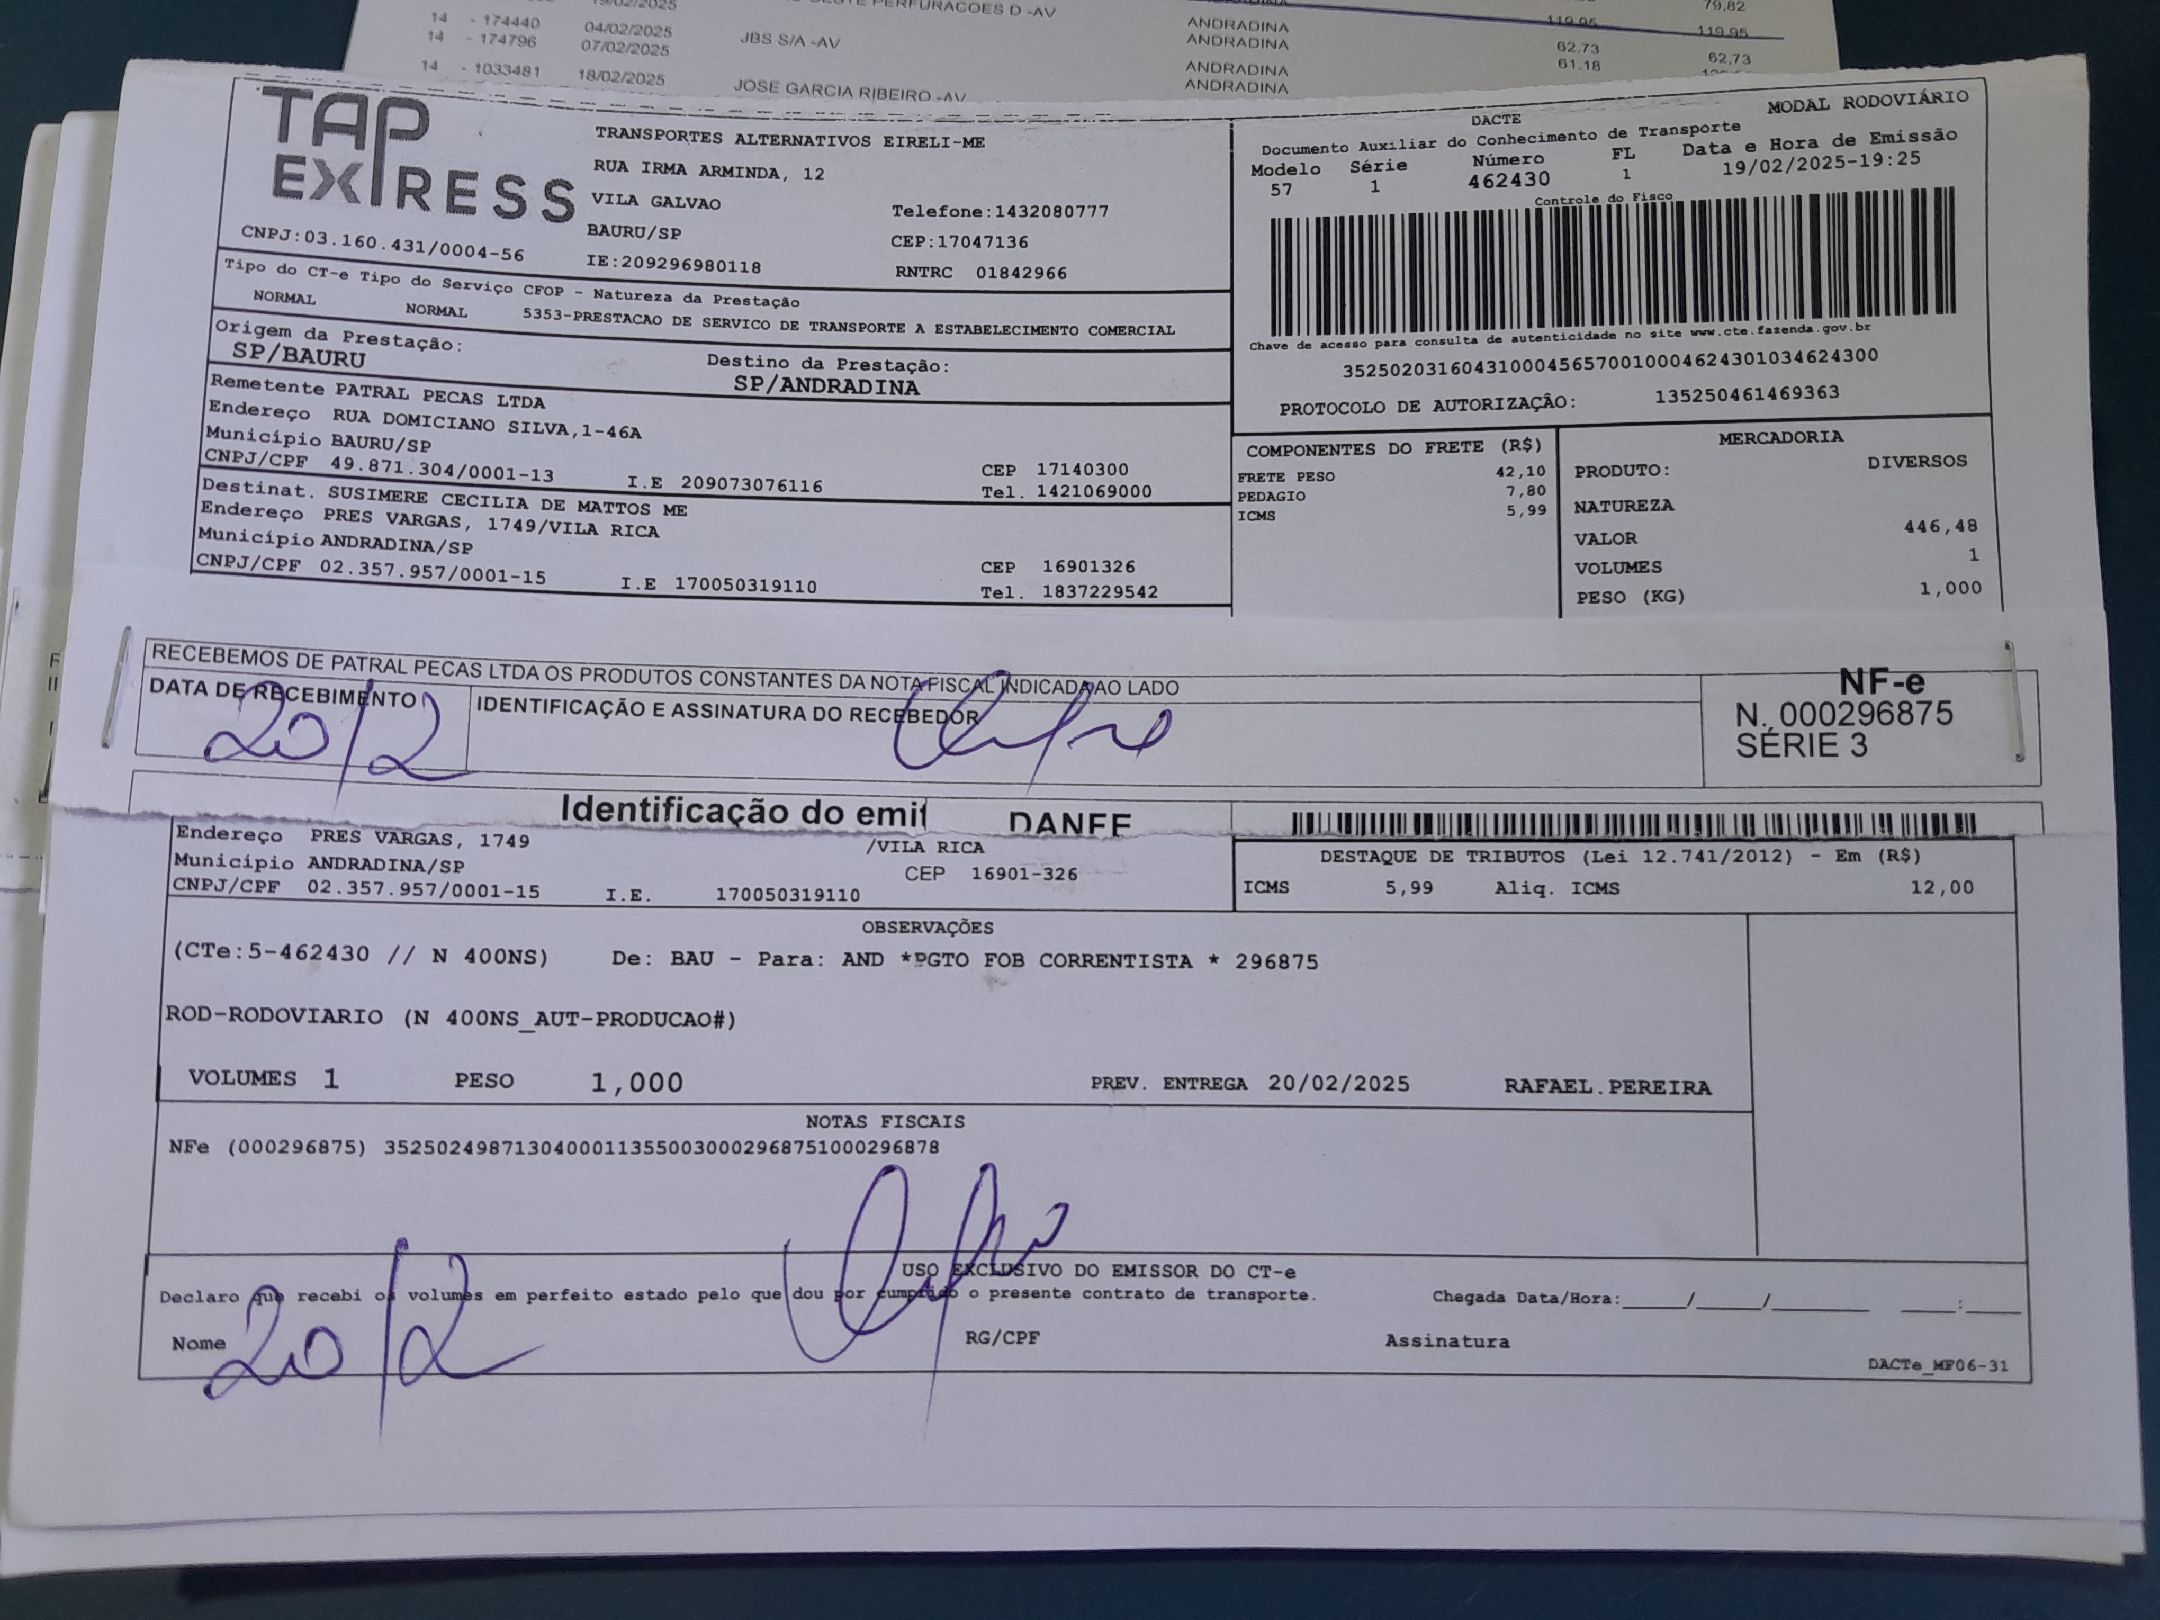 19/02/2025
OESTE PERFURACOES D -AV
79,82
14 - 174440 04/02/2025 ANDRADINA 119,95 119,95
14 - 174796 07/02/2025 JBS S/A -AV ANDRADINA 62,73 62,73
ANDRADINA 61,18
14 - 1033481 18/02/2025 JOSE GARCIA RIBEIRO -AV ANDRADINA
TAP EXPRESS
CNPJ:03.160.431/0004-56
TRANSPORTES ALTERNATIVOS EIRELI-ME
RUA IRMA ARMINDA, 12
VILA GALVAO
Telefone:1432080777
BAURU/SP
CEP:17047136
IE:209296980118
RNTRC 01842966
DACTE
MODAL RODOVIÁRIO
Documento Auxiliar do Conhecimento de Transporte
Modelo Série Número FL Data e Hora de Emissão
57 1 462430 1 19/02/2025-19:25
Controle do Fisco
Chave de acesso para consulta de autenticidade no site www.cte.fazenda.gov.br
35250203160431000456570010004624301034624300
PROTOCOLO DE AUTORIZAÇÃO: 135250461469363
Tipo do CT-e Tipo do Serviço CFOP - Natureza da Prestação
NORMAL NORMAL 5353-PRESTACAO DE SERVICO DE TRANSPORTE A ESTABELECIMENTO COMERCIAL
Origem da Prestação: Destino da Prestação:
SP/BAURU SP/ANDRADINA
Remetente PATRAL PECAS LTDA
Endereço RUA DOMICIANO SILVA,1-46A
Município BAURU/SP CEP 17140300
CNPJ/CPF 49.871.304/0001-13 I.E 209073076116 Tel. 1421069000
Destinat. SUSIMERE CECILIA DE MATTOS ME
Endereço PRES VARGAS, 1749/VILA RICA
Município ANDRADINA/SP CEP 16901326
CNPJ/CPF 02.357.957/0001-15 I.E 170050319110 Tel. 1837229542
COMPONENTES DO FRETE (R$)
FRETE PESO 42,10
PEDAGIO 7,80
ICMS 5,99
MERCADORIA
PRODUTO: DIVERSOS
NATUREZA
VALOR 446,48
VOLUMES 1
PESO (KG) 1,000
RECEBEMOS DE PATRAL PECAS LTDA OS PRODUTOS CONSTANTES DA NOTA FISCAL INDICADA AO LADO
DATA DE RECEBIMENTO IDENTIFICAÇÃO E ASSINATURA DO RECEBEDOR
20/2
NF-e
N. 000296875
SÉRIE 3
Identificação do emit DANFE
Endereço PRES VARGAS, 1749 /VILA RICA
Município ANDRADINA/SP CEP 16901-326
CNPJ/CPF 02.357.957/0001-15 I.E. 170050319110
DESTAQUE DE TRIBUTOS (Lei 12.741/2012) - Em (R$)
ICMS 5,99 Aliq. ICMS 12,00
OBSERVAÇÕES
(CTe:5-462430 // N 400NS) De: BAU - Para: AND *PGTO FOB CORRENTISTA * 296875
ROD-RODOVIARIO (N 400NS_AUT-PRODUCAO#)
VOLUMES 1 PESO 1,000 PREV. ENTREGA 20/02/2025 RAFAEL.PEREIRA
NOTAS FISCAIS
NFe (000296875) 35250249871304000113550030002968751000296878
USO EXCLUSIVO DO EMISSOR DO CT-e
Declaro que recebi os volumes em perfeito estado pelo que dou por cumprido o presente contrato de transporte. Chegada Data/Hora:_____/_____/_______ ____:____
Nome 20/2 RG/CPF Assinatura
DACTe_MF06-31